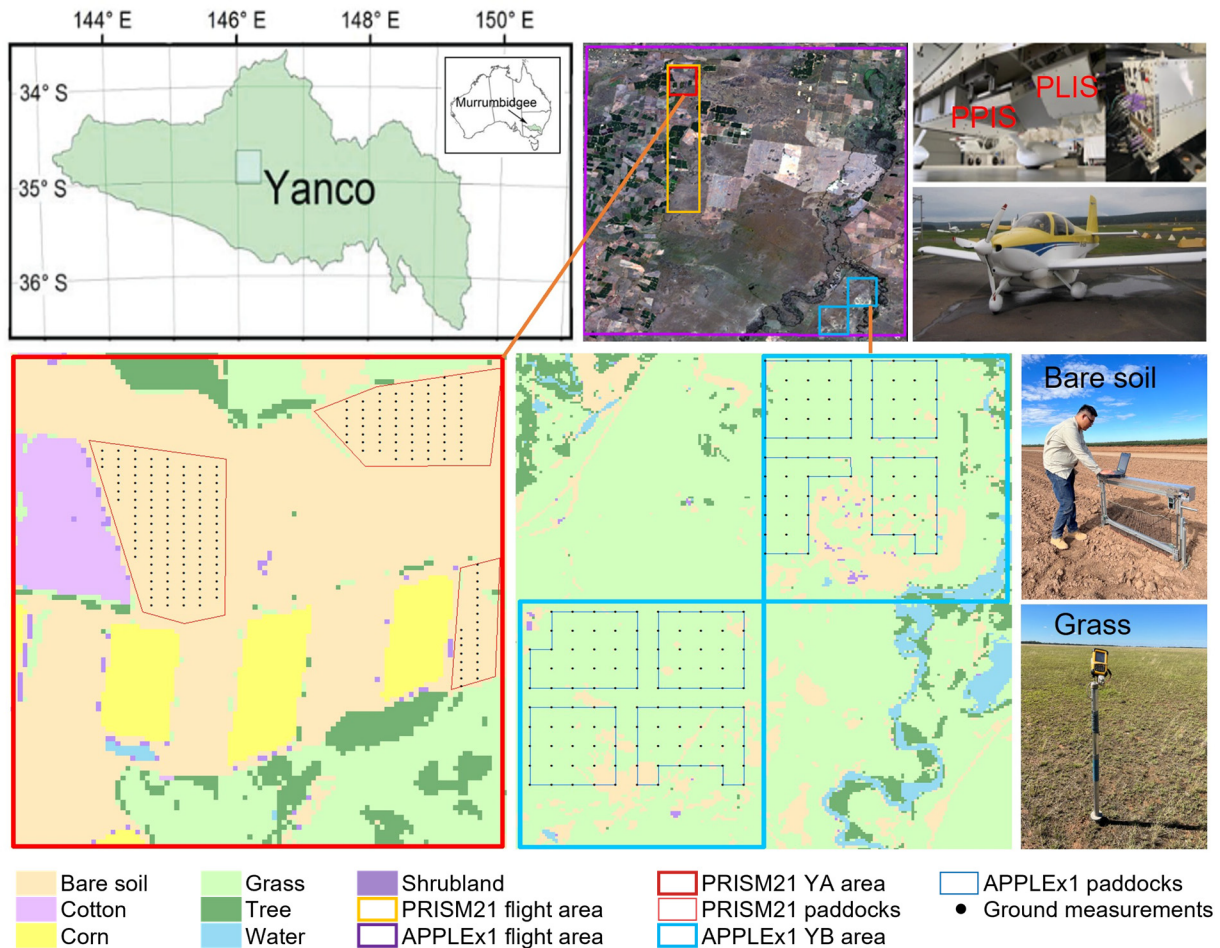 144° E 146° E 148° E 150° E
34° S
35° S
36° S
Murrumbidgee
Yanco
PLIS
PPIS
Bare soil
Grass
Bare soil Grass Shrubland PRISM21 YA area APPLEx1 paddocks
Cotton Tree PRISM21 flight area PRISM21 paddocks Ground measurements
Corn Water APPLEx1 flight area APPLEx1 YB area